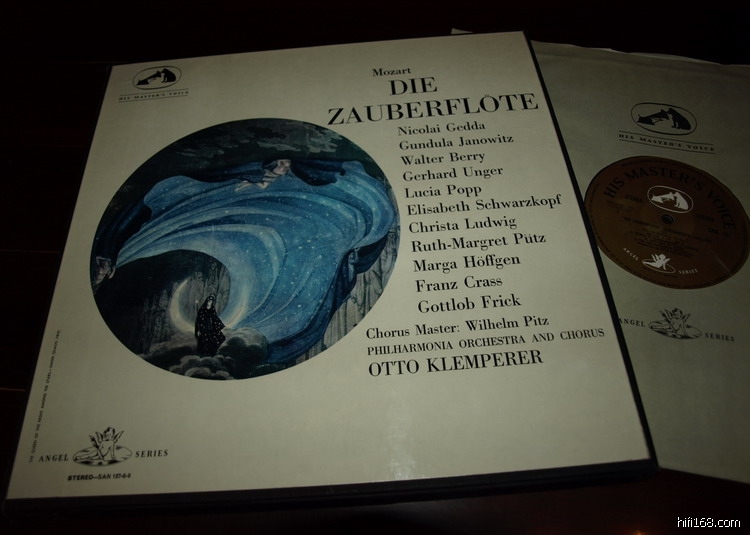 HIS MASTER'S VOICE
Mozart
DIE
ZAUBERFLÖTE
Nicolai Gedda
Gundula Janowitz
Walter Berry
Gerhard Unger
Lucia Popp
Elisabeth Schwarzkopf
Christa Ludwig
Ruth-Margret Pütz
Marga Höffgen
Franz Crass
Gottlob Frick
Chorus Master: Wilhelm Pitz
PHILHARMONIA ORCHESTRA AND CHORUS
OTTO KLEMPERER
ANGEL SERIES
STEREO—SAN 137-8-9
HIS MASTER'S VOICE
HIS MASTER'S VOICE
ANGEL SERIES
ANGEL SERIES
hifi168.com